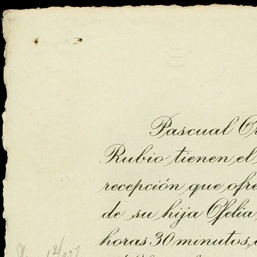 Pascual O
Rubio tienen el
recepción que ofre
de su hija Ofelia,
horas 30 minutos,